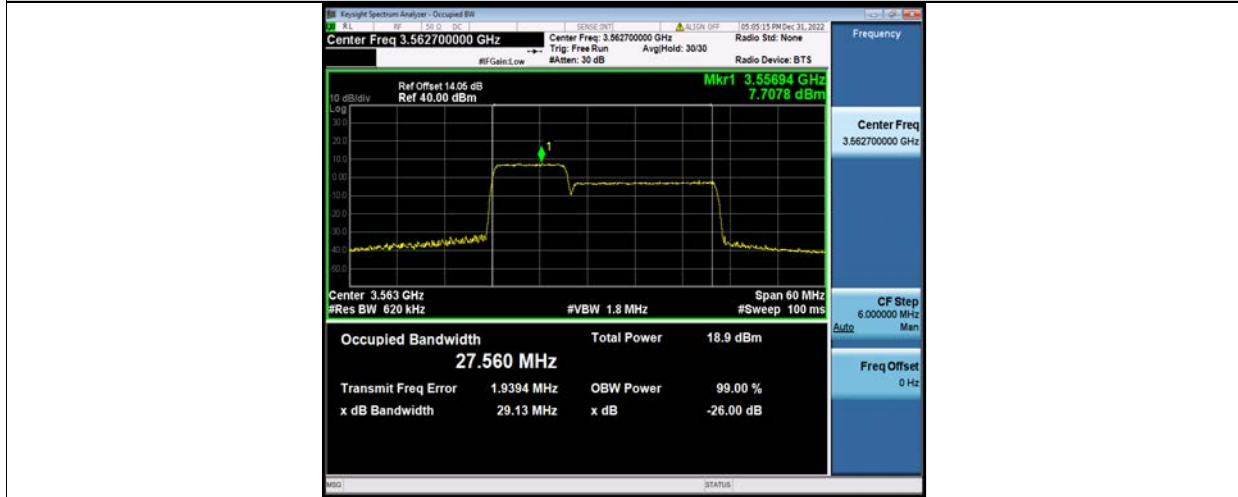 Keysight Spectrum Analyzer - Occupied BW
RL RF 50 Ω DC SENSE:INT ALIGN OFF 05:05:15 PM Dec 31, 2022
Center Freq 3.562700000 GHz
Center Freq: 3.562700000 GHz
Radio Std: None
Trig: Free Run Avg|Hold: 30/30
#IFGain:Low #Atten: 30 dB Radio Device: BTS
Frequency
Mkr1 3.55694 GHz
7.7078 dBm
Ref Offset 14.05 dB
10 dB/div Ref 40.00 dBm
Log
30.0
20.0
10.0
0.00
-10.0
-20.0
-30.0
-40.0
-50.0
1
Center 3.563 GHz Span 60 MHz
#Res BW 620 kHz #VBW 1.8 MHz #Sweep 100 ms
Occupied Bandwidth Total Power 18.9 dBm
27.560 MHz
Transmit Freq Error 1.9394 MHz OBW Power 99.00 %
x dB Bandwidth 29.13 MHz x dB -26.00 dB
Center Freq
3.562700000 GHz
CF Step
6.000000 MHz
Auto Man
Freq Offset
0 Hz
MSG STATUS